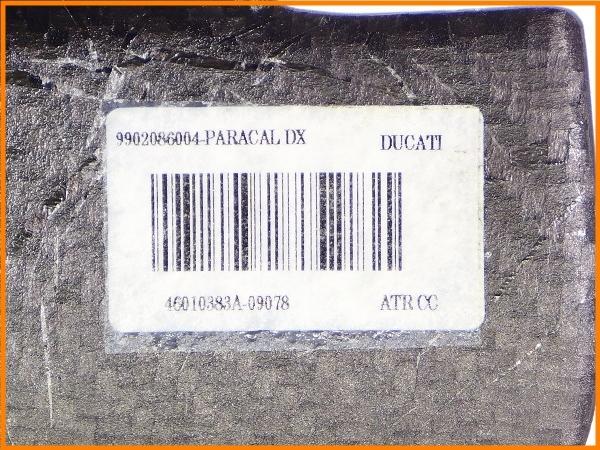 9902086004-PARACAL DX DUCATI
46010383A-09078 ATR CC